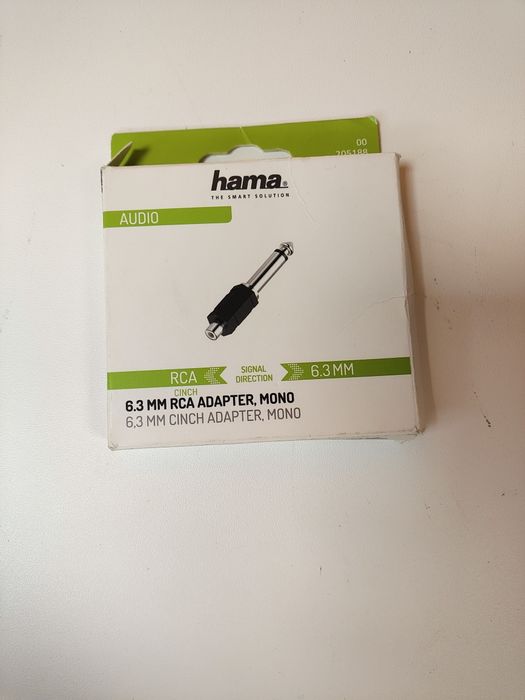 00
205188
hama.
THE SMART SOLUTION
AUDIO
RCA SIGNAL DIRECTION 6.3 MM
CINCH
6.3 MM RCA ADAPTER, MONO
6,3 MM CINCH ADAPTER, MONO